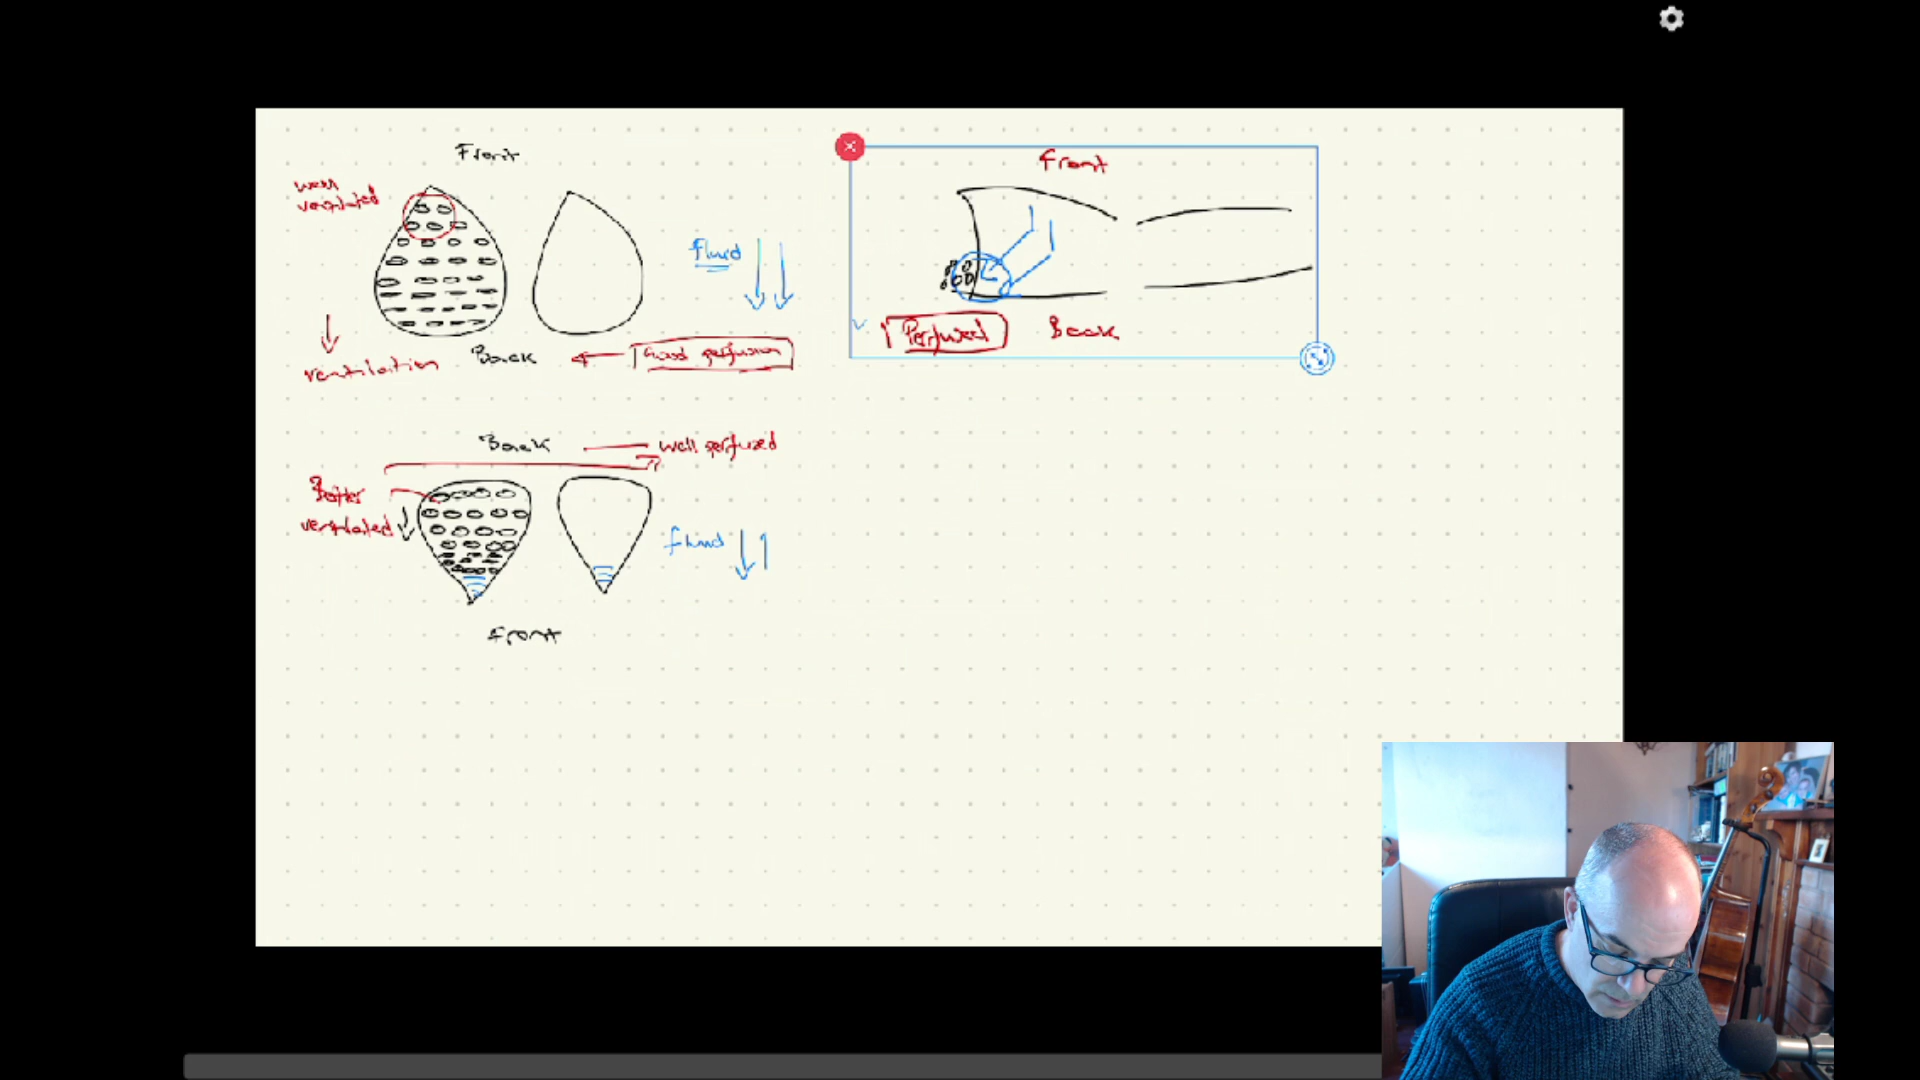 Front
well
ventilated
fluid
ventilation
Back
Good perfusion
Back
well perfused
Better
ventilated
fluid
Front
Front
Perfused
Back